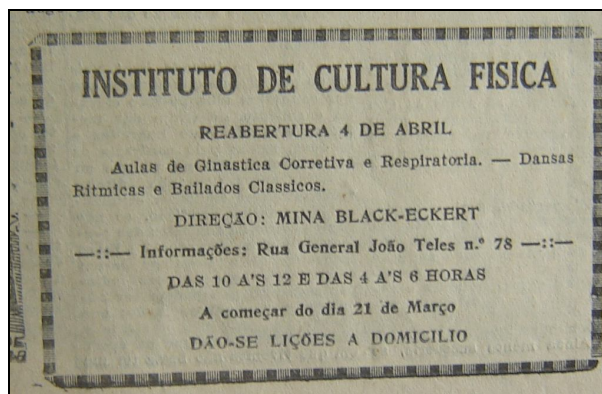 INSTITUTO DE CULTURA FISICA
REABERTURA 4 DE ABRIL
Aulas de Ginastica Corretiva e Respiratoria. — Dansas
Ritmicas e Bailados Classicos.
DIREÇÃO: MINA BLACK-ECKERT
—::— Informações: Rua General João Teles n.º 78 —::—
DAS 10 A'S 12 E DAS 4 A'S 6 HORAS
A começar do dia 21 de Março
DÃO-SE LIÇÕES A DOMICILIO